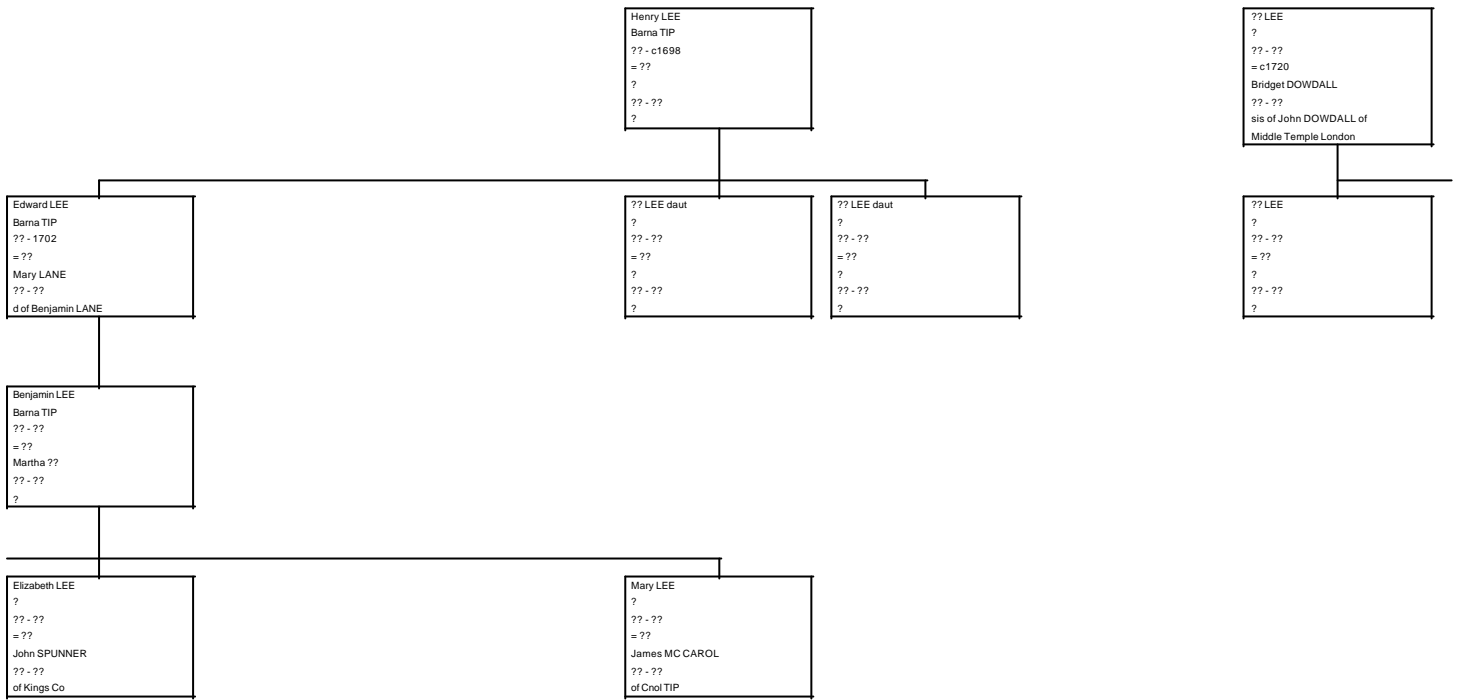 Henry LEE
Barna TIP
?? - c1698
= ??
?
?? - ??
?
?? LEE
?
?? - ??
= c1720
Bridget DOWDALL
?? - ??
sis of John DOWDALL of
Middle Temple London
Edward LEE
Barna TIP
?? - 1702
= ??
Mary LANE
?? - ??
d of Benjamin LANE
?? LEE daut
?
?? - ??
= ??
?
?? - ??
?
?? LEE daut
?
?? - ??
= ??
?
?? - ??
?
?? LEE
?
?? - ??
= ??
?
?? - ??
?
Benjamin LEE
Barna TIP
?? - ??
= ??
Martha ??
?? - ??
?
Elizabeth LEE
?
?? - ??
= ??
John SPUNNER
?? - ??
of Kings Co
Mary LEE
?
?? - ??
= ??
James MC CAROL
?? - ??
of Cnol TIP